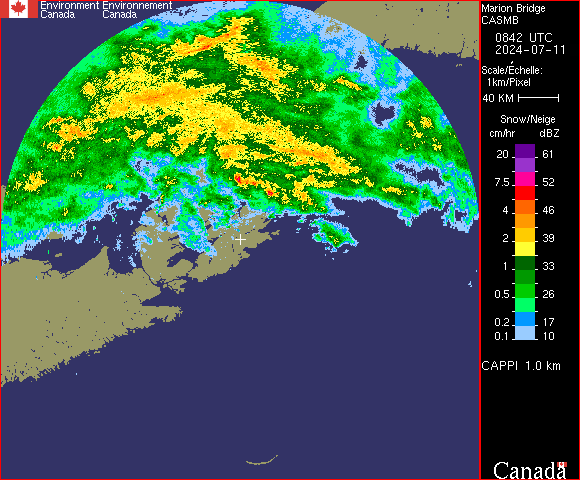 Environment Environnement
Canada Canada
Marion Bridge
CASMB
0842 UTC
2024-07-11
Scale/Échelle:
1km/Pixel
40 KM
Snow/Neige
cm/hr dBZ
20 61
7.5 52
4 46
2 39
1 33
0.5 26
0.2 17
0.1 10
CAPPI 1.0 km
Canada